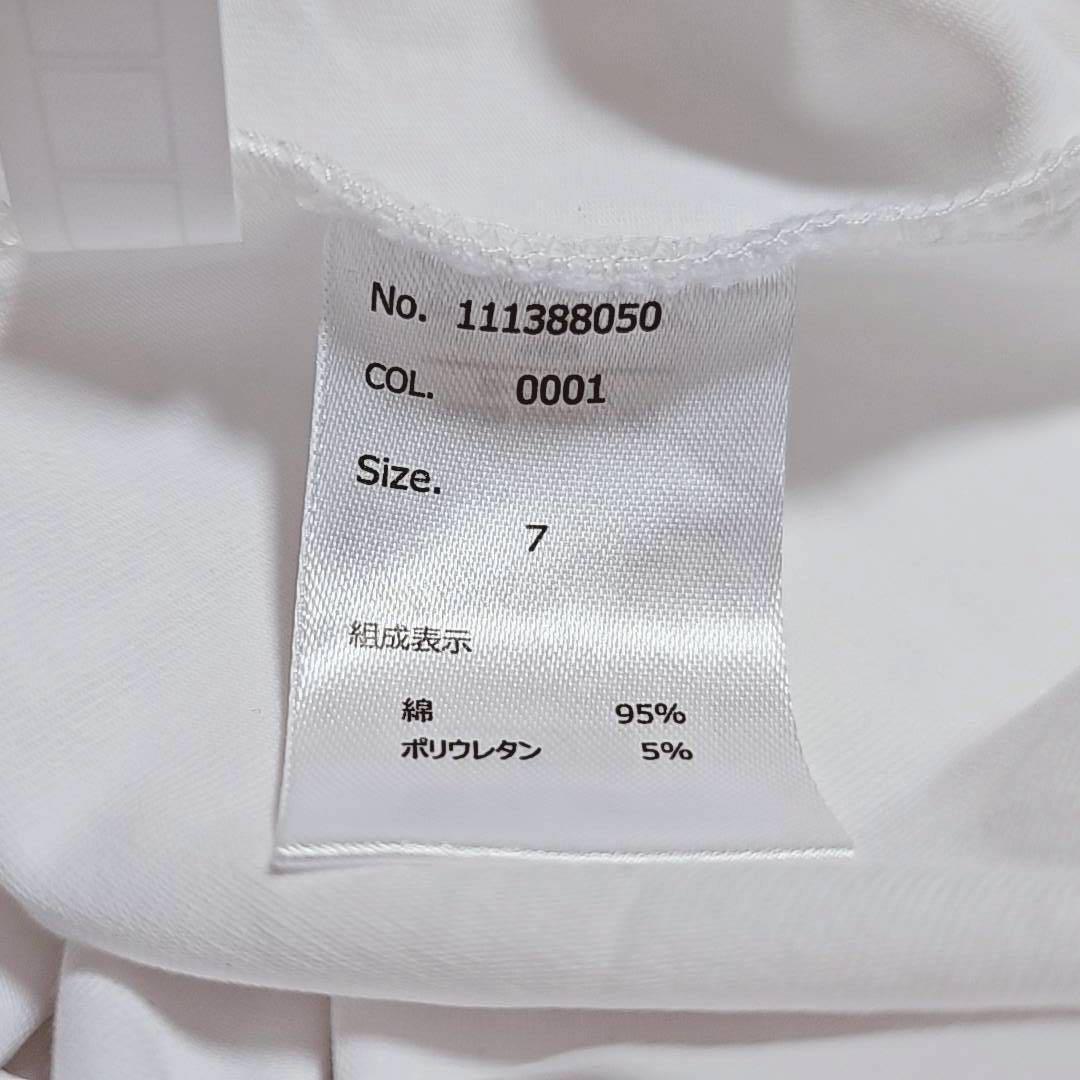 No. 111388050
COL. 0001
Size.
7
組成表示
綿 95%
ポリウレタン 5%